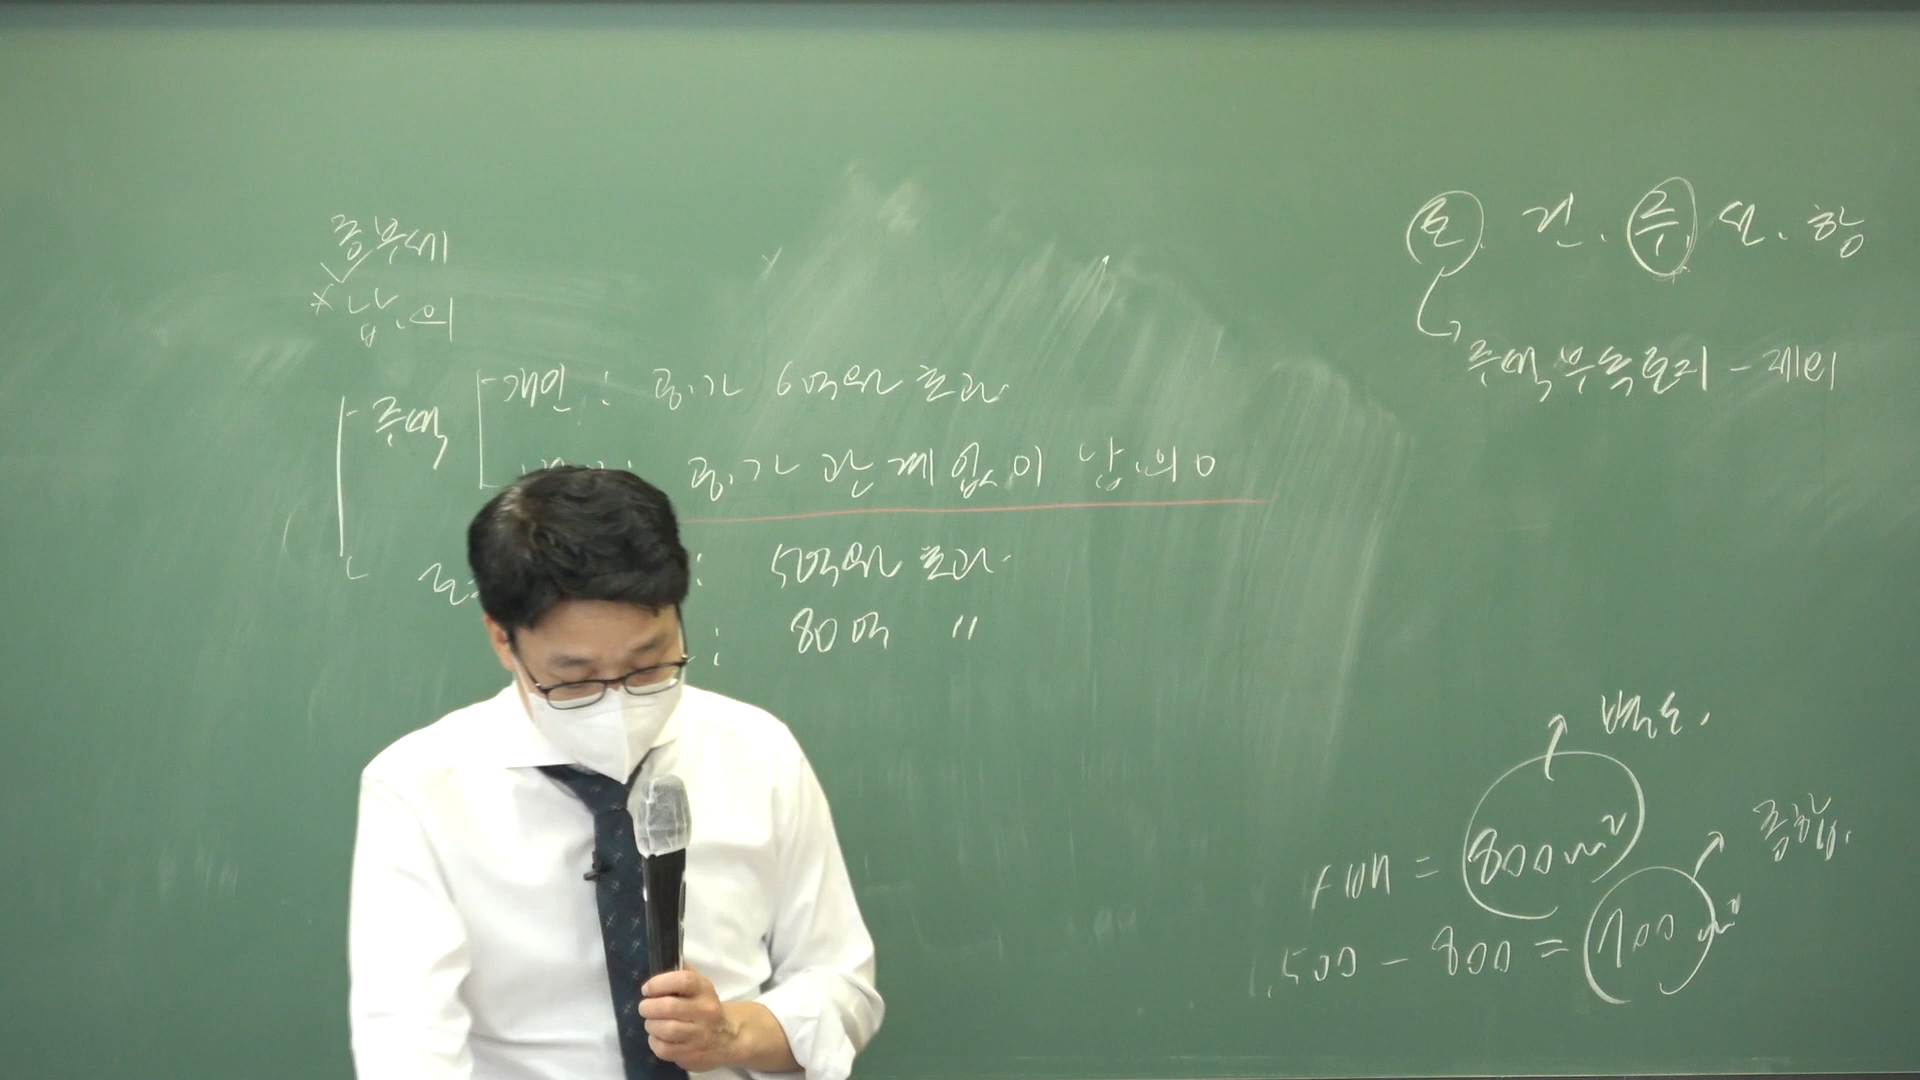 종부세
* 납.의
주택
개인 : 공.가 6억원 초과
공.가 관계없이 납.의 0
: 5억원 초과
: 80억 〃
토. 건. 주. 선. 항
주택부속토지 - 제외
별도.
= 800m²
종합.
1,500 - 800 = 700m²